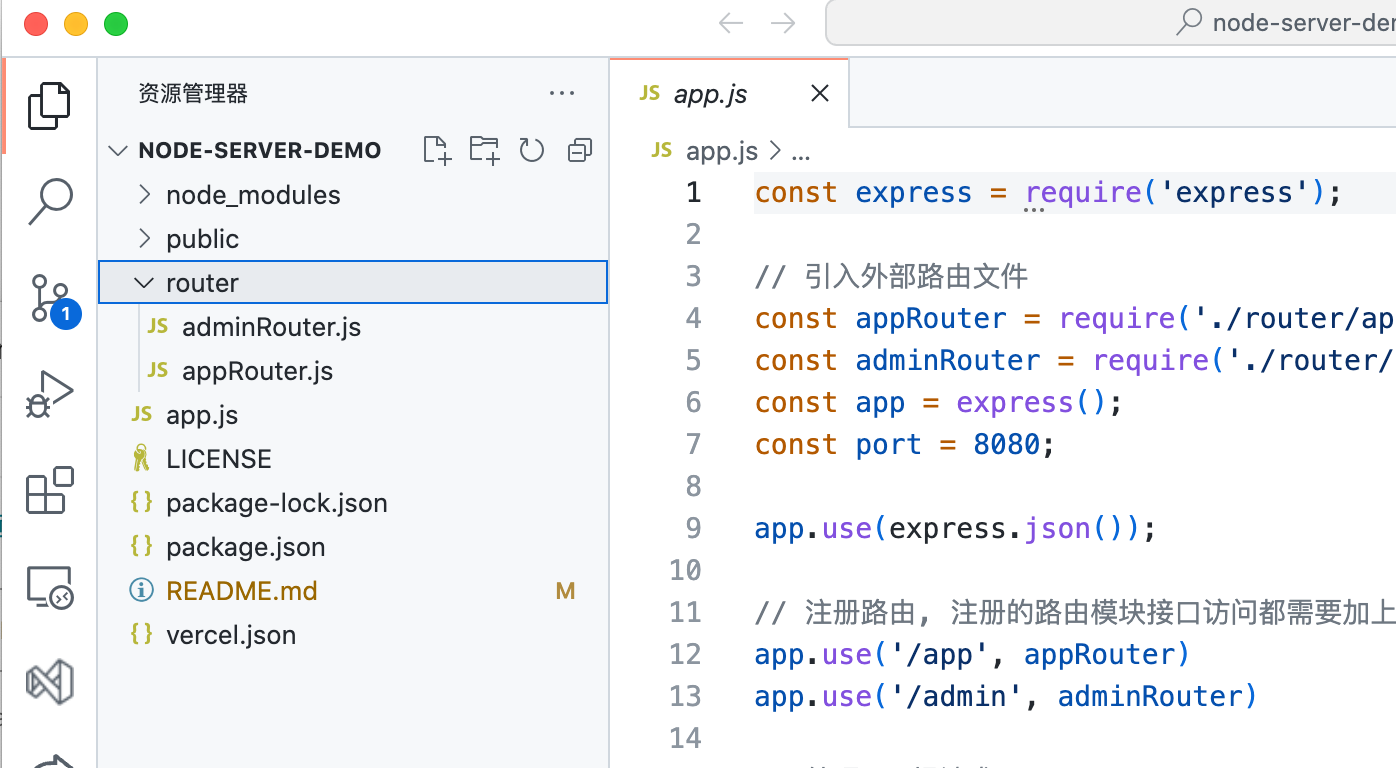 node-server-de
资源管理器
NODE-SERVER-DEMO
node_modules
public
router
JS adminRouter.js
JS appRouter.js
JS app.js
LICENSE
{} package-lock.json
{} package.json
README.md M
{} vercel.json
1
JS app.js
JS app.js > ...
1 const express = require('express');
2
3 // 引入外部路由文件
4 const appRouter = require('./router/ap
5 const adminRouter = require('./router/
6 const app = express();
7 const port = 8080;
8
9 app.use(express.json());
10
11 // 注册路由, 注册的路由模块接口访问都需要加上
12 app.use('/app', appRouter)
13 app.use('/admin', adminRouter)
14